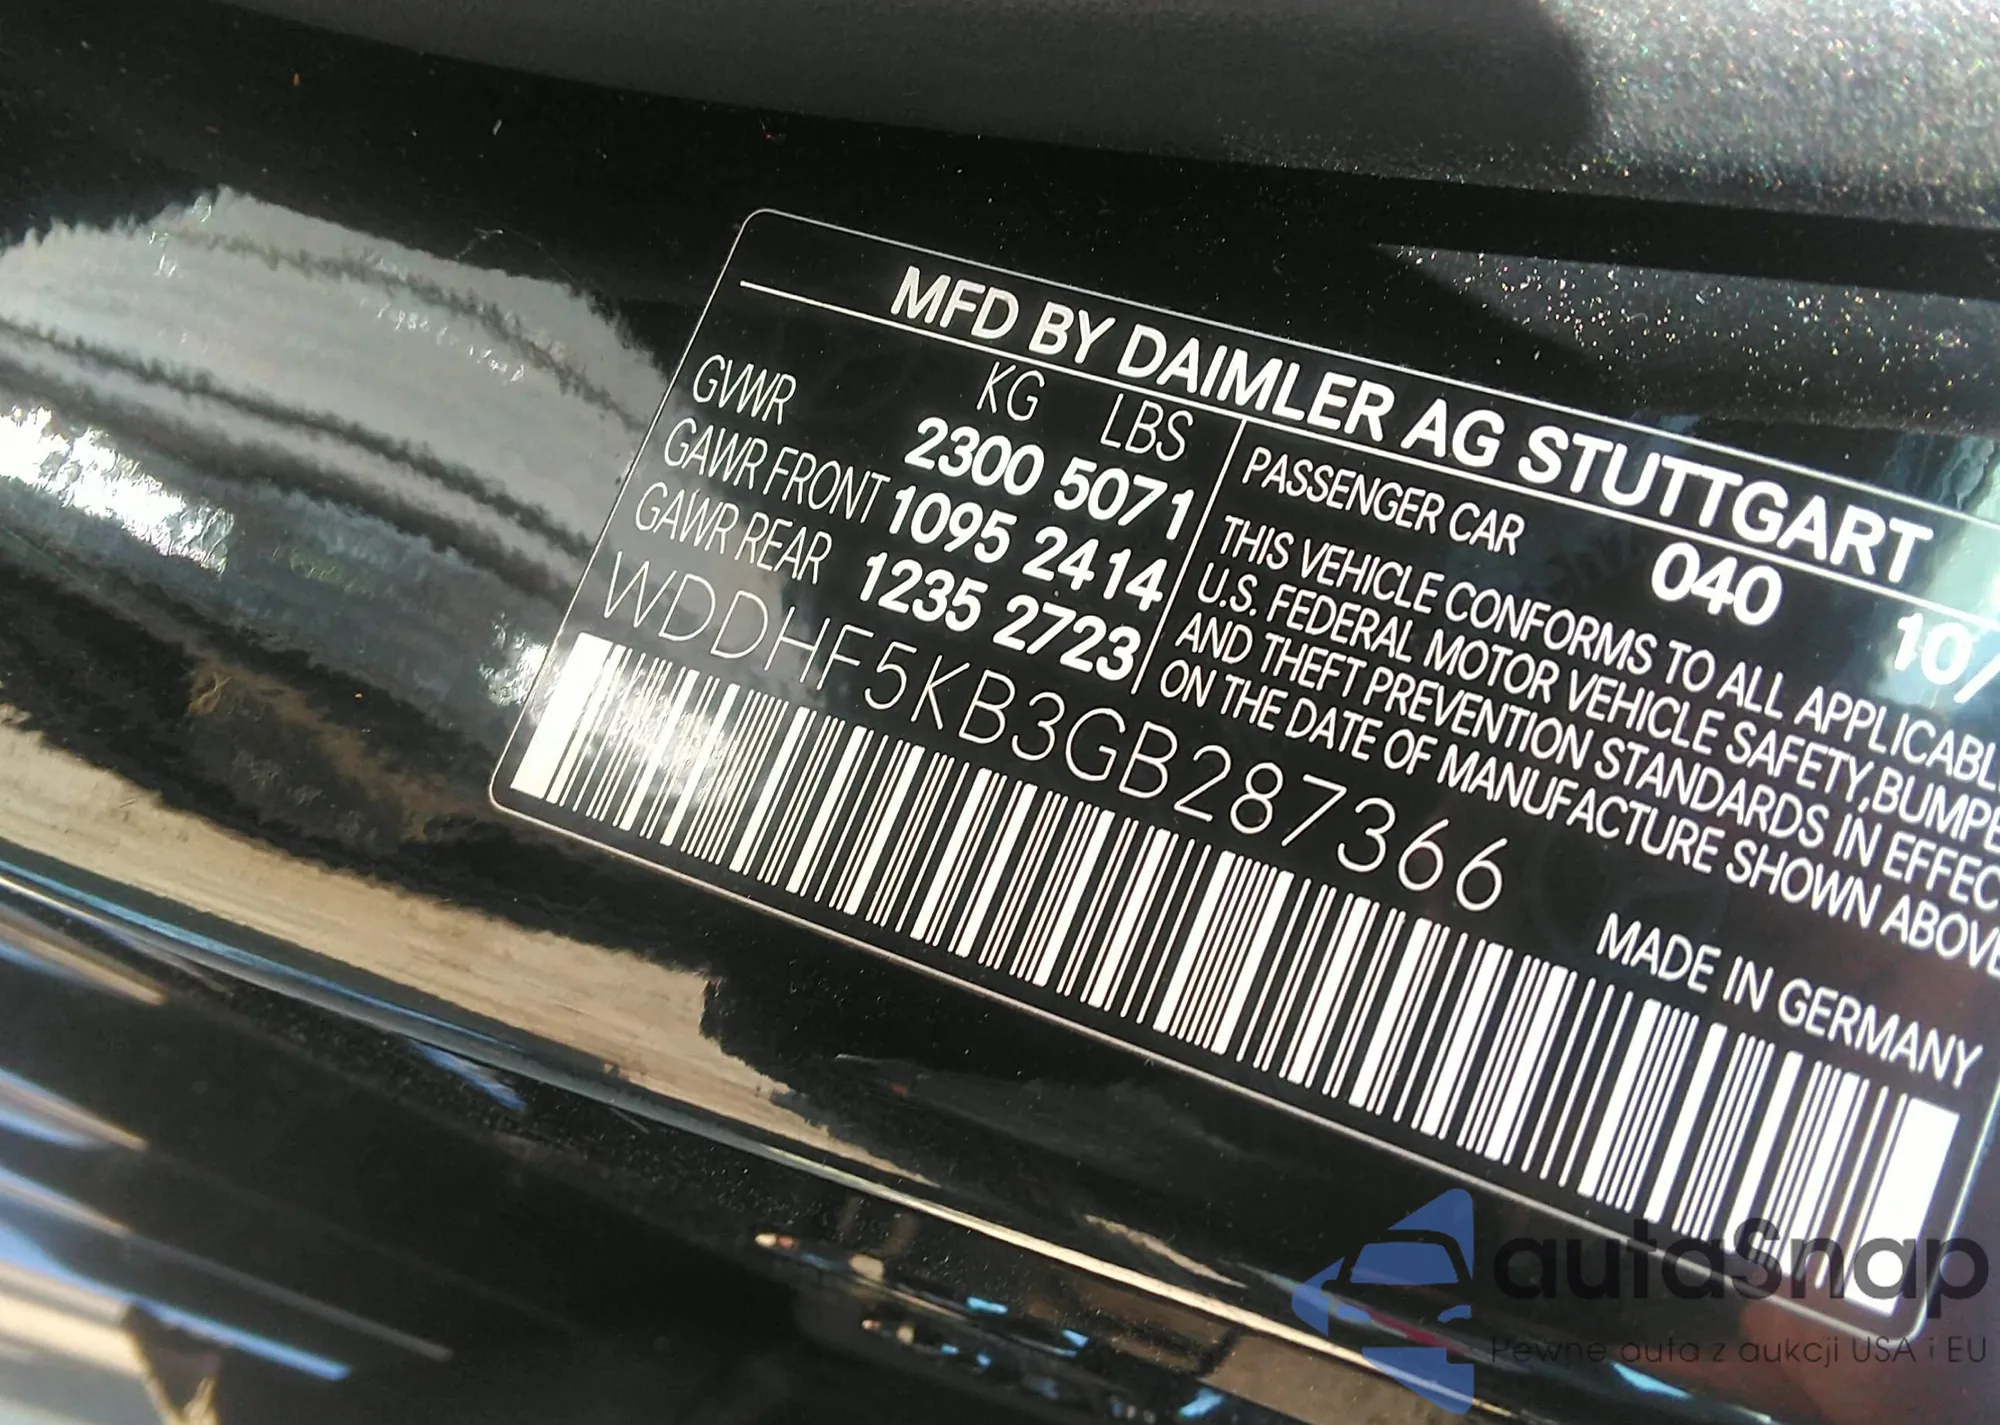 MFD BY DAIMLER AG STUTTGART
KG LBS
GVWR 2300 5071
GAWR FRONT 1095 2414
GAWR REAR 1235 2723
WDDHF5KB3GB287366
PASSENGER CAR 040 10/
THIS VEHICLE CONFORMS TO ALL APPLICABL
U.S. FEDERAL MOTOR VEHICLE SAFETY, BUMPE
AND THEFT PREVENTION STANDARDS IN EFFEC
ON THE DATE OF MANUFACTURE SHOWN ABOVE
MADE IN GERMANY
autaSnap
Pewne auta z aukcji USA i EU